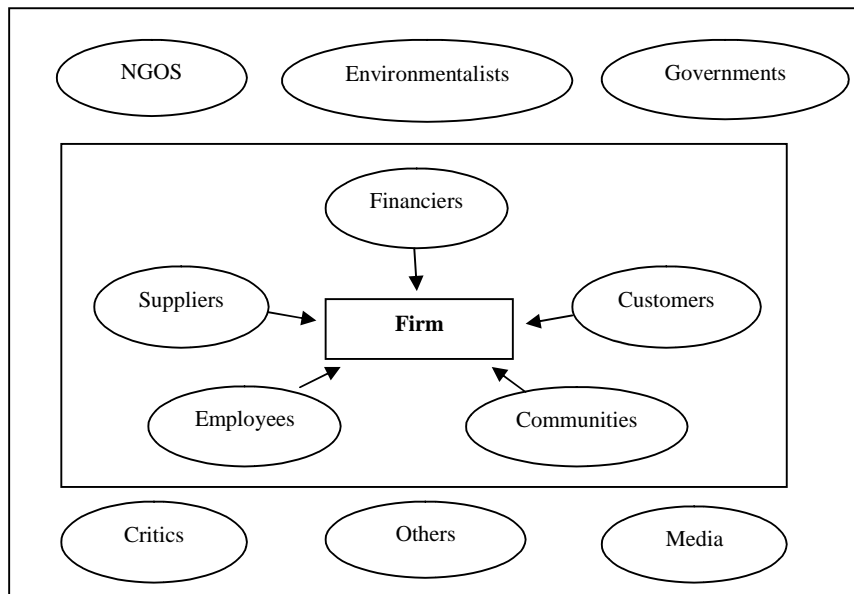 NGOS
Environmentalists
Governments
Financiers
Suppliers
Customers
Firm
Employees
Communities
Critics
Others
Media